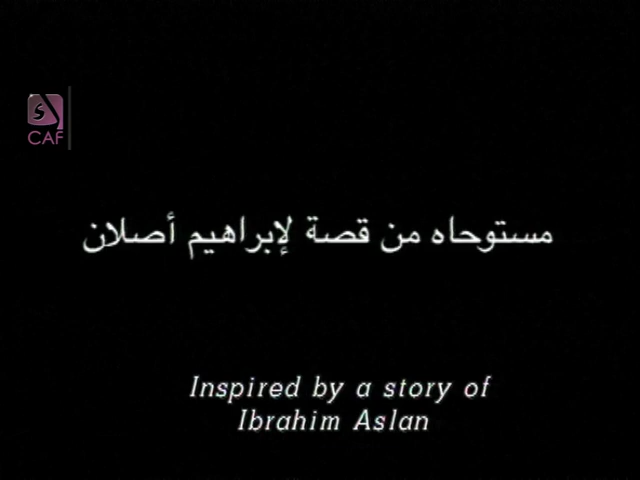 CAF
مستوحاه من قصة لإبراهيم أصلان
Inspired by a story of
Ibrahim Aslan